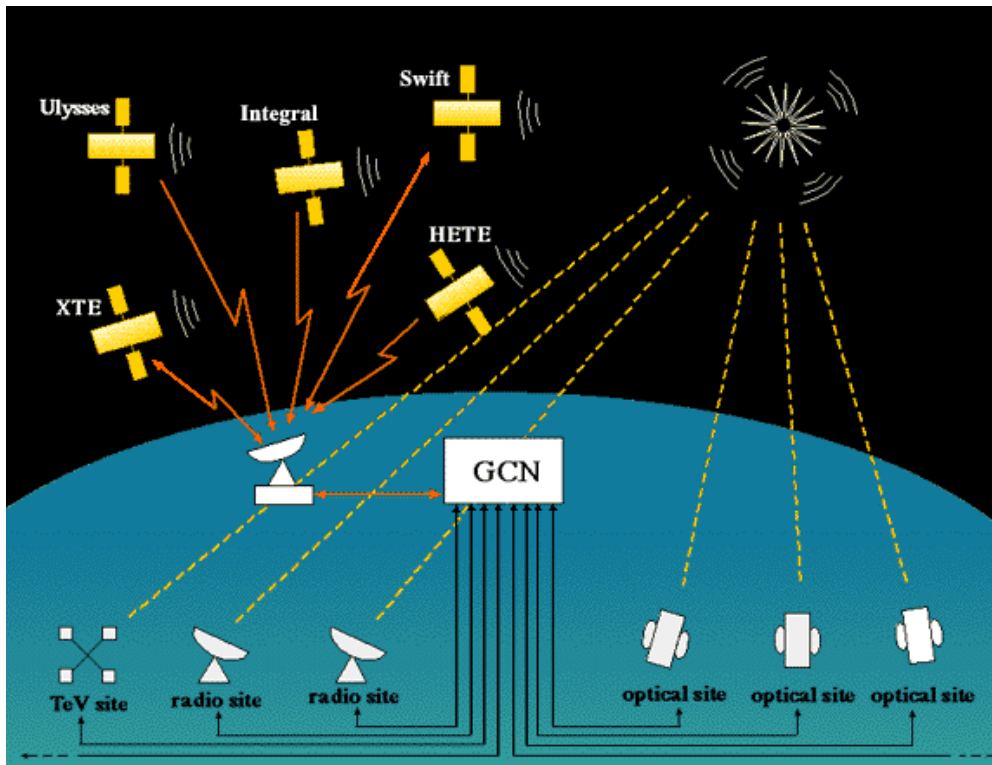 Swift
Ulysses
Integral
HETE
XTE
GCN
TeV site
radio site
radio site
optical site
optical site
optical site